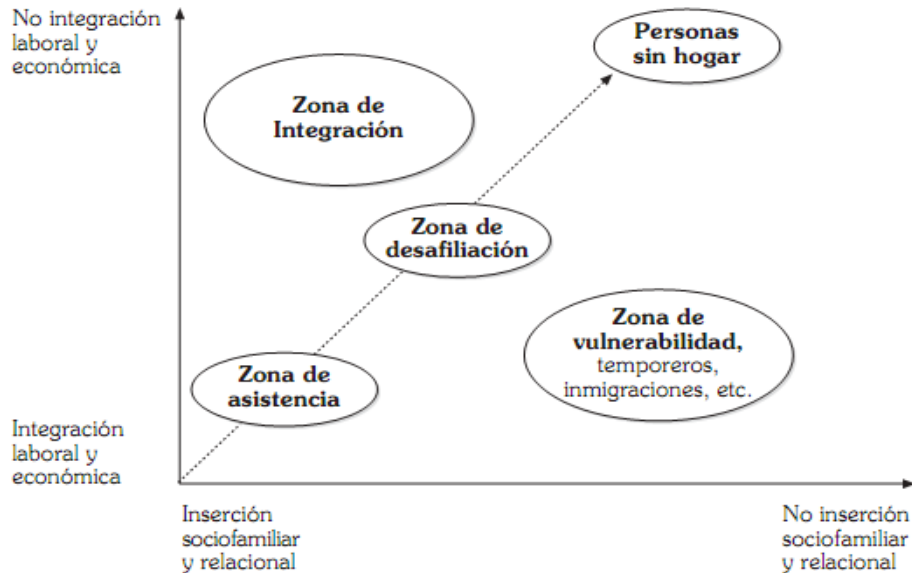 No integración
laboral y
económica
Personas
sin hogar
Zona de
Integración
Zona de
desafiliación
Zona de
vulnerabilidad,
temporeros,
inmigraciones, etc.
Zona de
asistencia
Integración
laboral y
económica
Inserción
sociofamiliar
y relacional
No inserción
sociofamiliar
y relacional